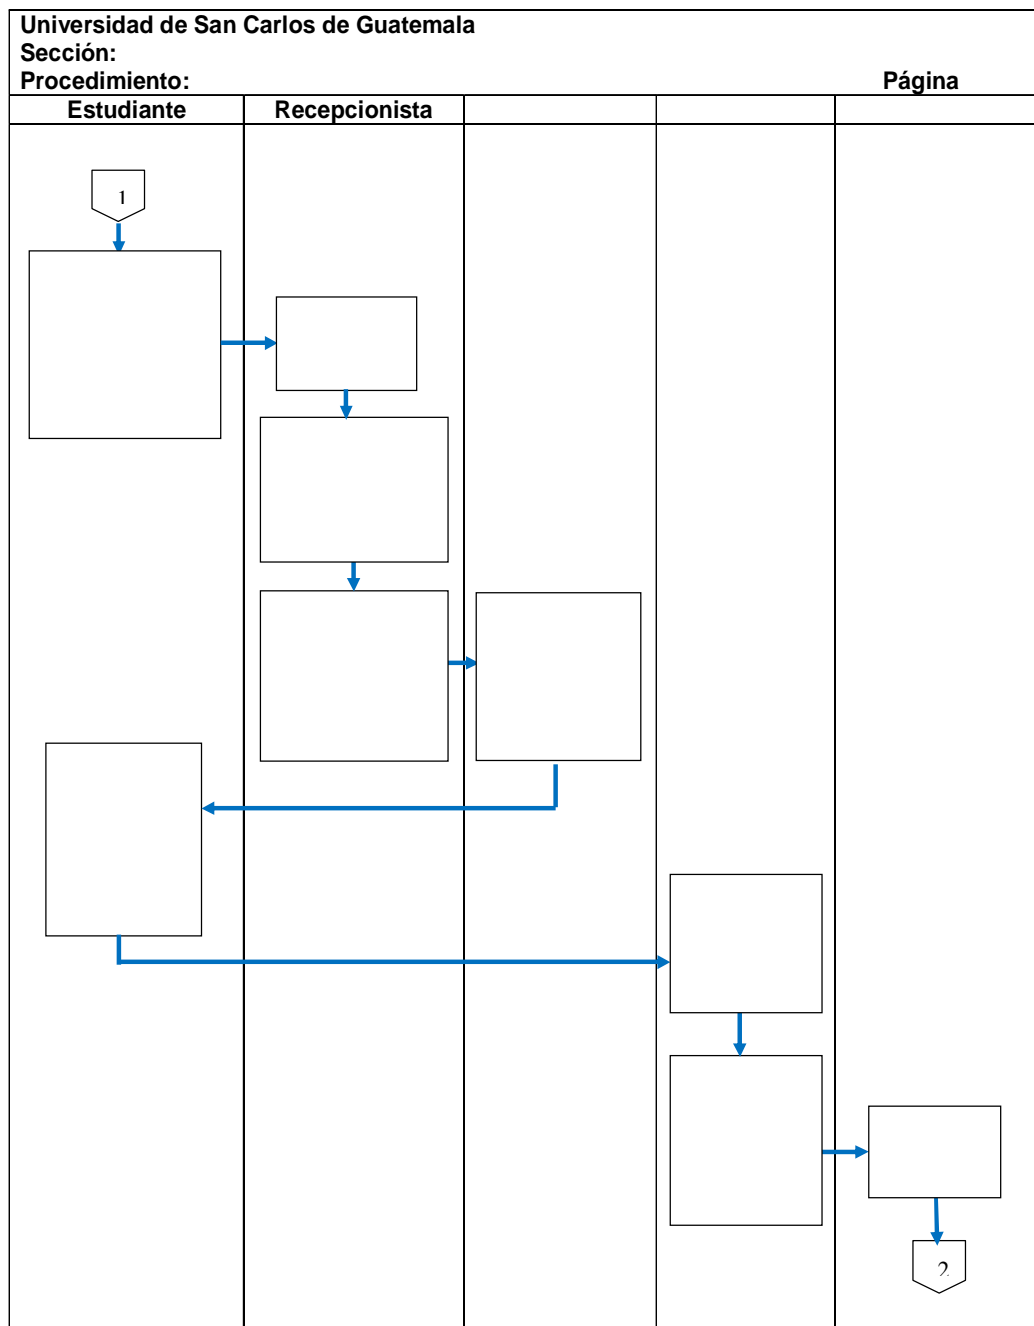 Universidad de San Carlos de Guatemala
Sección:
Procedimiento: Página
Estudiante Recepcionista
1
2